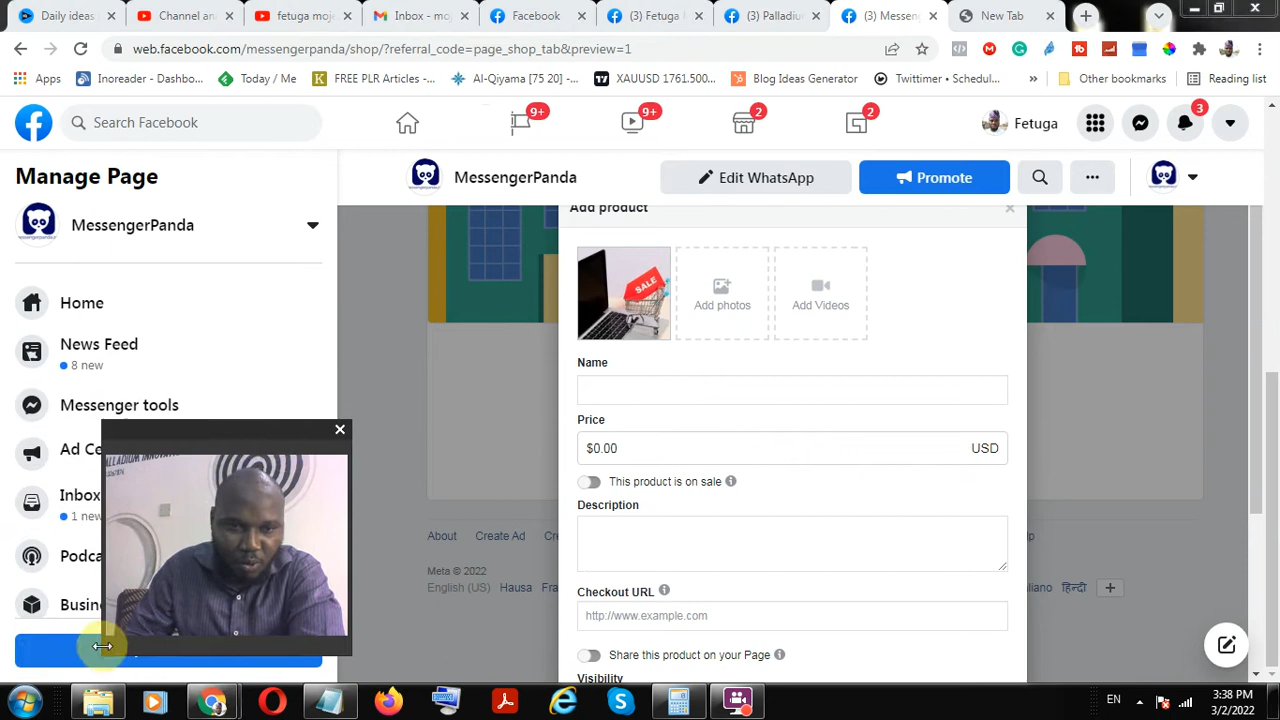 Daily ideas
Channel and
fetuga moje
Inbox - moj
Facebook
(3) Fetuga M
(3) Palladiu
(3) Messen
New Tab
web.facebook.com/messengerpanda/shop/?referral_code=page_shop_tab&preview=1
Apps
Inoreader - Dashbo...
Today / Me
FREE PLR Articles -...
Al-Qiyama [75 20] -...
XAUUSD 1761.500...
Blog Ideas Generator
Twittimer • Schedul...
»
Other bookmarks
Reading list
Search Facebook
9+
9+
2
2
Fetuga
3
Manage Page
MessengerPanda
Edit WhatsApp
Promote
MessengerPanda
Home
News Feed
8 new
Messenger tools
Ad Ce
Inbox
1 new
Podca
Busin
Add product
SALE
Add photos
Add Videos
Name
Price
$0.00
USD
This product is on sale
Description
Checkout URL
http://www.example.com
Share this product on your Page
Visibility
About
Create Ad
Meta © 2022
English (US)
Hausa
Fra
aliano
हिन्दी
EN
3:38 PM
3/2/2022